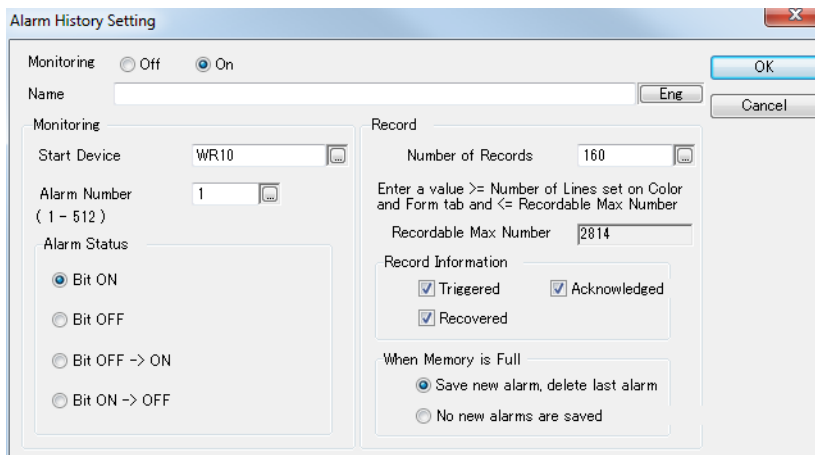 Alarm History Setting
Monitoring Off On
OK
Name Eng
Cancel
Monitoring
Start Device WR10 ...
Alarm Number 1 ...
( 1 - 512 )
Alarm Status
Bit ON
Bit OFF
Bit OFF -> ON
Bit ON -> OFF
Record
Number of Records 160 ...
Enter a value >= Number of Lines set on Color
and Form tab and <= Recordable Max Number
Recordable Max Number 2814
Record Information
Triggered Acknowledged
Recovered
When Memory is Full
Save new alarm, delete last alarm
No new alarms are saved